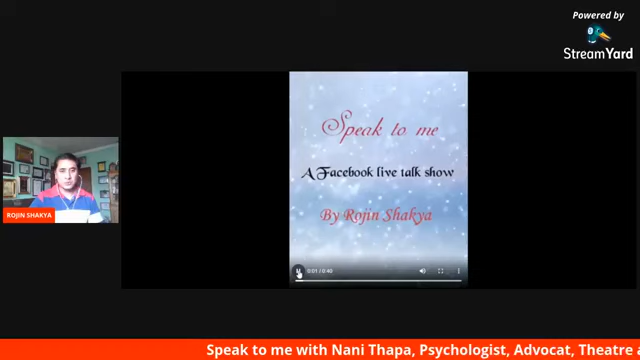 Powered by
StreamYard
Speak to me
A Facebook live talk show
By Rojin Shakya
ROJIN SHAKYA
0:01 / 0:40
Speak to me with Nani Thapa, Psychologist, Advocat, Theatre a